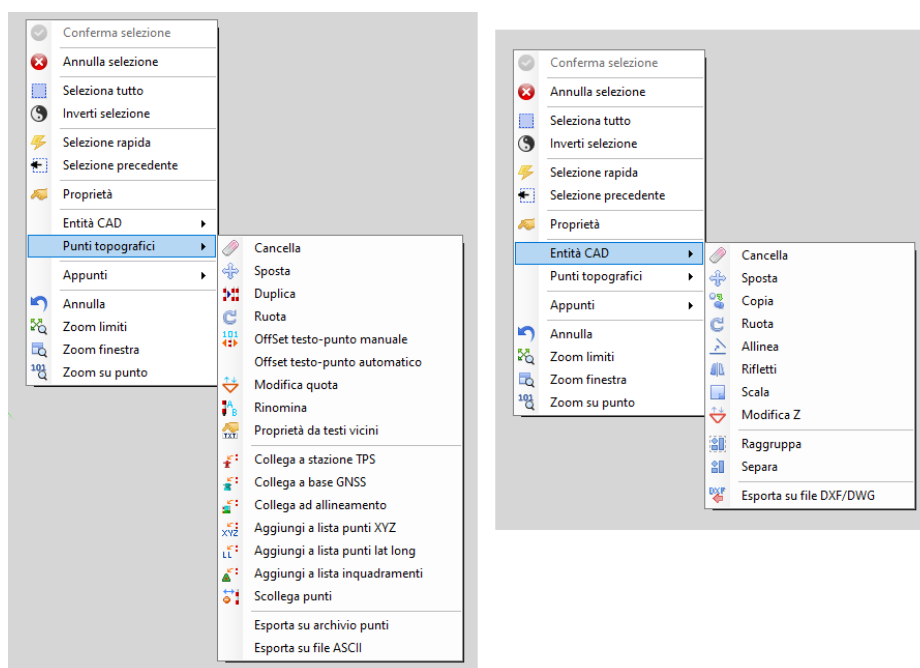 Conferma selezione
Annulla selezione
Seleziona tutto
Inverti selezione
Selezione rapida
Selezione precedente
Proprietà
Entità CAD
Punti topografici
Appunti
Annulla
Zoom limiti
Zoom finestra
Zoom su punto
Cancella
Sposta
Duplica
Ruota
OffSet testo-punto manuale
Offset testo-punto automatico
Modifica quota
Rinomina
Proprietà da testi vicini
Collega a stazione TPS
Collega a base GNSS
Collega ad allineamento
Aggiungi a lista punti XYZ
Aggiungi a lista punti lat long
Aggiungi a lista inquadramenti
Scollega punti
Esporta su archivio punti
Esporta su file ASCII
Conferma selezione
Annulla selezione
Seleziona tutto
Inverti selezione
Selezione rapida
Selezione precedente
Proprietà
Entità CAD
Punti topografici
Appunti
Annulla
Zoom limiti
Zoom finestra
Zoom su punto
Cancella
Sposta
Copia
Ruota
Allinea
Rifletti
Scala
Modifica Z
Raggruppa
Separa
Esporta su file DXF/DWG